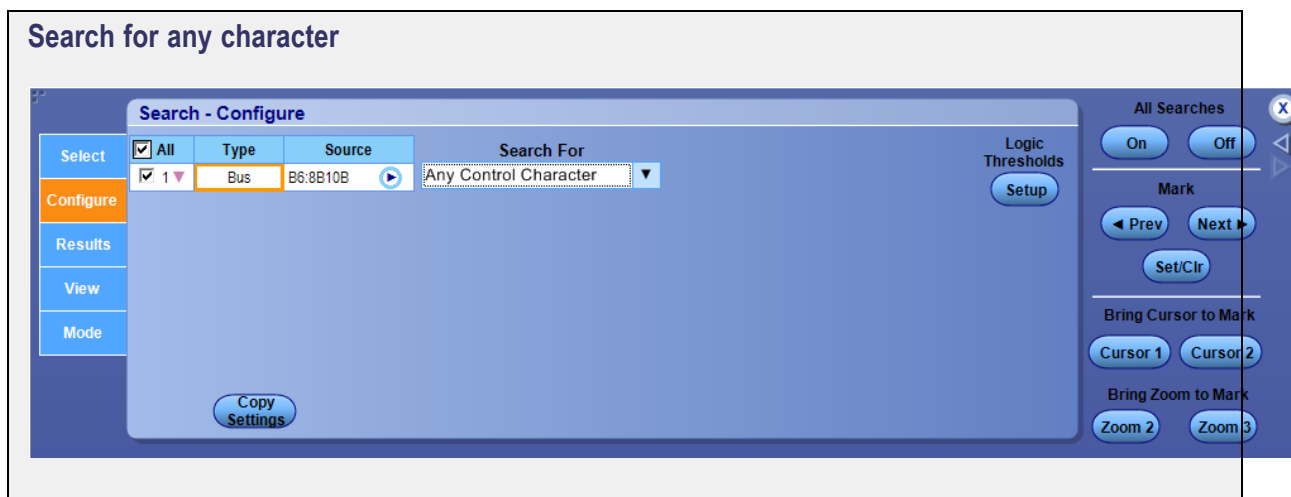 Search for any character
Search - Configure
All Type Source Search For
1 Bus B6:8B10B Any Control Character
Logic
Thresholds
Setup
Select
Configure
Results
View
Mode
Copy
Settings
All Searches
X
On Off
Mark
◄ Prev Next ►
Set/Clr
Bring Cursor to Mark
Cursor 1 Cursor 2
Bring Zoom to Mark
Zoom 2 Zoom 3